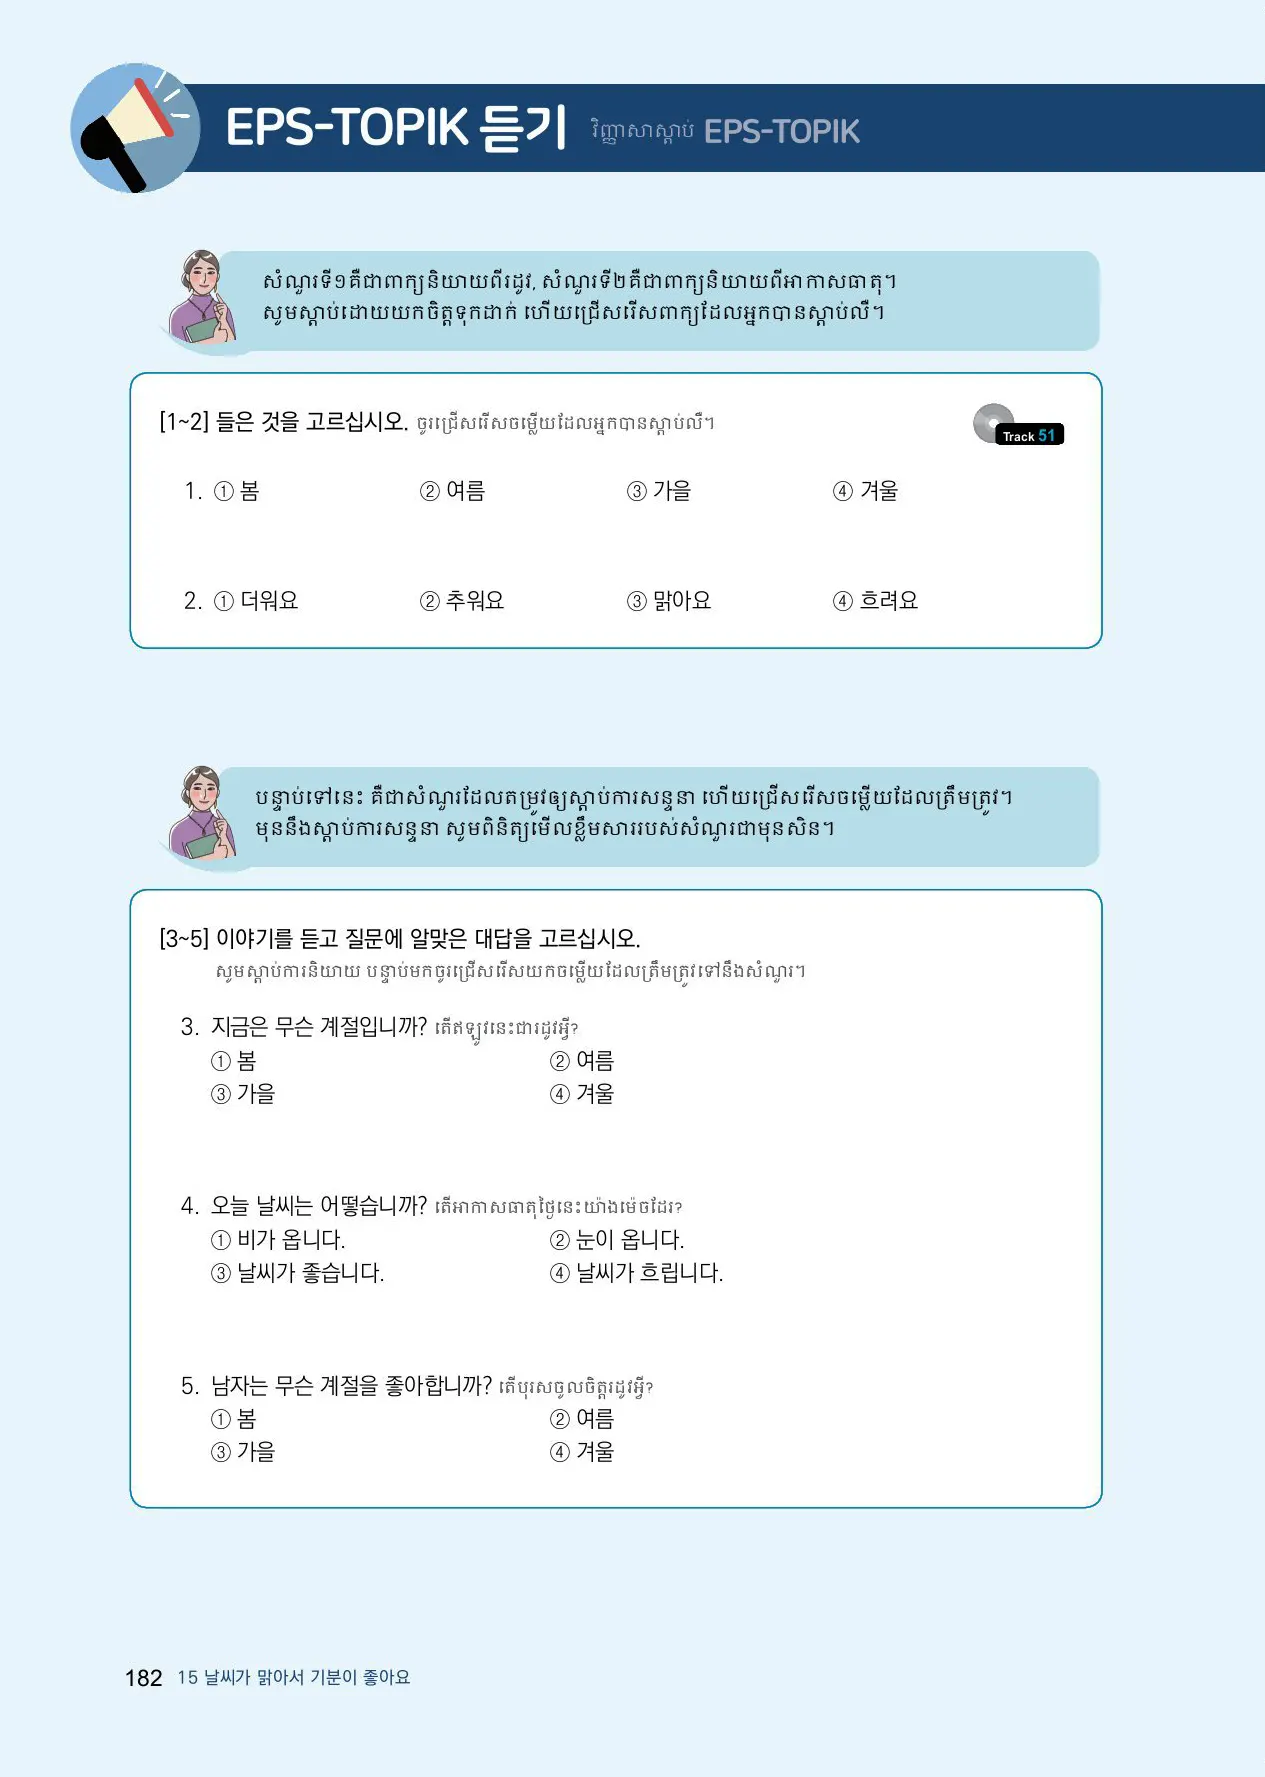 EPS-TOPIK 듣기 វិញ្ញាសាស្ដាប់ EPS-TOPIK
សំណួរទី១គឺជាពាក្យនិយាយពីរដូវ, សំណួរទី២គឺជាពាក្យនិយាយពីអាកាសធាតុ។
សូមស្ដាប់ដោយយកចិត្តទុកដាក់ ហើយជ្រើសរើសពាក្យដែលអ្នកបានស្ដាប់លឺ។
[1~2] 들은 것을 고르십시오. ចូរជ្រើសរើសចម្លើយដែលអ្នកបានស្ដាប់លឺ។
Track 51
1. ① 봄 ② 여름 ③ 가을 ④ 겨울
2. ① 더워요 ② 추워요 ③ 맑아요 ④ 흐려요
បន្ទាប់ទៅនេះ គឺជាសំណួរដែលតម្រូវឲ្យស្ដាប់ការសន្ទនា ហើយជ្រើសរើសចម្លើយដែលត្រឹមត្រូវ។
មុននឹងស្ដាប់ការសន្ទនា សូមពិនិត្យមើលខ្លឹមសាររបស់សំណួរជាមុនសិន។
[3~5] 이야기를 듣고 질문에 알맞은 대답을 고르십시오.
សូមស្ដាប់ការនិយាយ បន្ទាប់មកចូរជ្រើសរើសយកចម្លើយដែលត្រឹមត្រូវទៅនឹងសំណួរ។
3. 지금은 무슨 계절입니까? តើឥឡូវនេះជារដូវអ្វី?
① 봄 ② 여름
③ 가을 ④ 겨울
4. 오늘 날씨는 어떻습니까? តើអាកាសធាតុថ្ងៃនេះយ៉ាងម៉េចដែរ?
① 비가 옵니다. ② 눈이 옵니다.
③ 날씨가 좋습니다. ④ 날씨가 흐립니다.
5. 남자는 무슨 계절을 좋아합니까? តើបុរសចូលចិត្តរដូវអ្វី?
① 봄 ② 여름
③ 가을 ④ 겨울
182 15 날씨가 맑아서 기분이 좋아요